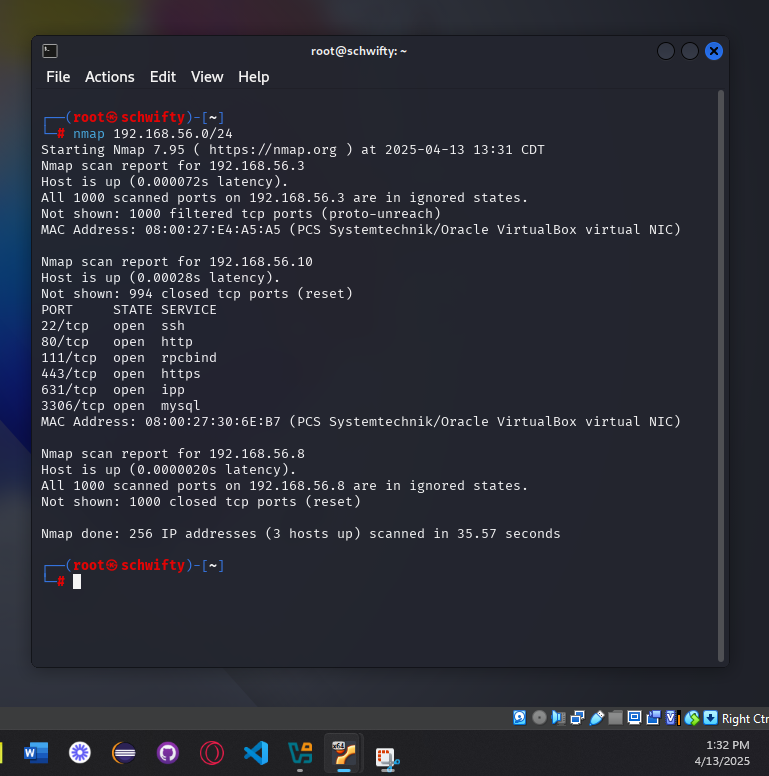 root@schwifty: ~
File Actions Edit View Help
┌──(root㉿schwifty)-[~]
└─# nmap 192.168.56.0/24
Starting Nmap 7.95 ( https://nmap.org ) at 2025-04-13 13:31 CDT
Nmap scan report for 192.168.56.3
Host is up (0.000072s latency).
All 1000 scanned ports on 192.168.56.3 are in ignored states.
Not shown: 1000 filtered tcp ports (proto-unreach)
MAC Address: 08:00:27:E4:A5:A5 (PCS Systemtechnik/Oracle VirtualBox virtual NIC)
Nmap scan report for 192.168.56.10
Host is up (0.00028s latency).
Not shown: 994 closed tcp ports (reset)
PORT STATE SERVICE
22/tcp open ssh
80/tcp open http
111/tcp open rpcbind
443/tcp open https
631/tcp open ipp
3306/tcp open mysql
MAC Address: 08:00:27:30:6E:B7 (PCS Systemtechnik/Oracle VirtualBox virtual NIC)
Nmap scan report for 192.168.56.8
Host is up (0.0000020s latency).
All 1000 scanned ports on 192.168.56.8 are in ignored states.
Not shown: 1000 closed tcp ports (reset)
Nmap done: 256 IP addresses (3 hosts up) scanned in 35.57 seconds
┌──(root㉿schwifty)-[~]
└─#
Right Ctr
1:32 PM
4/13/2025